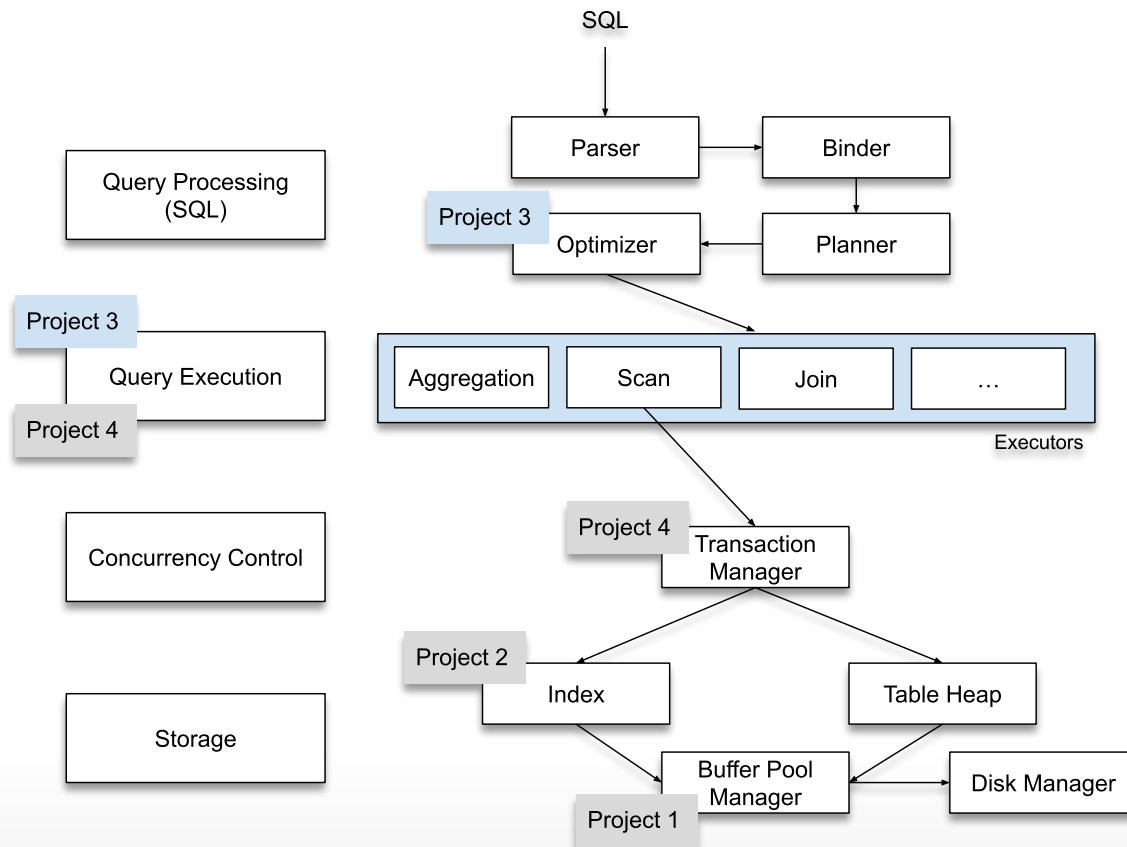 SQL
Parser
Binder
Query Processing
(SQL)
Project 3
Optimizer
Planner
Project 3
Query Execution
Project 4
Aggregation
Scan
Join
…
Executors
Concurrency Control
Project 4
Transaction
Manager
Project 2
Index
Table Heap
Storage
Buffer Pool
Manager
Disk Manager
Project 1